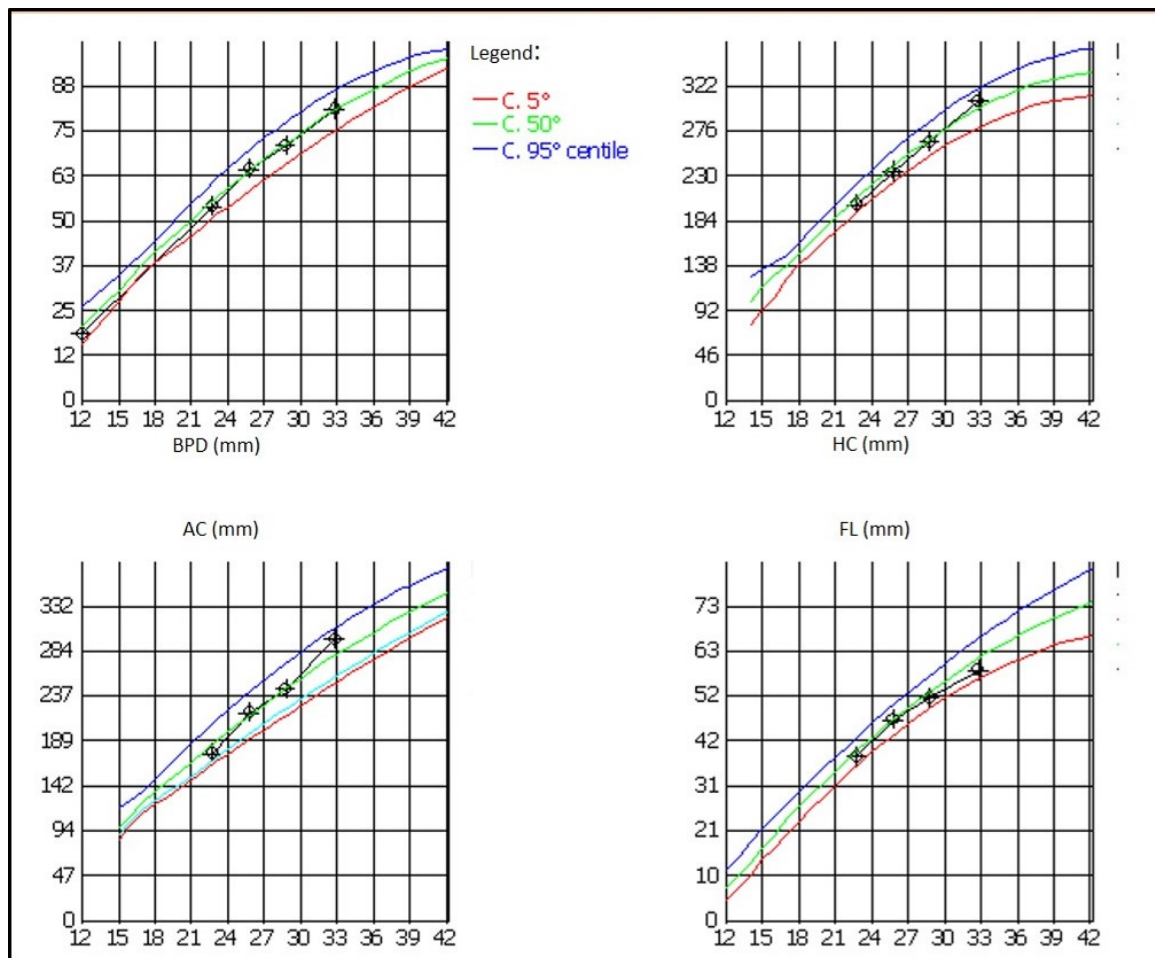 Legend:
C. 5°
C. 50°
C. 95° centile
88
75
63
50
37
25
12
0
12 15 18 21 24 27 30 33 36 39 42
BPD (mm)
322
276
230
184
138
92
46
0
12 15 18 21 24 27 30 33 36 39 42
HC (mm)
AC (mm)
332
284
237
189
142
94
47
0
12 15 18 21 24 27 30 33 36 39 42
FL (mm)
73
63
52
42
31
21
10
0
12 15 18 21 24 27 30 33 36 39 42